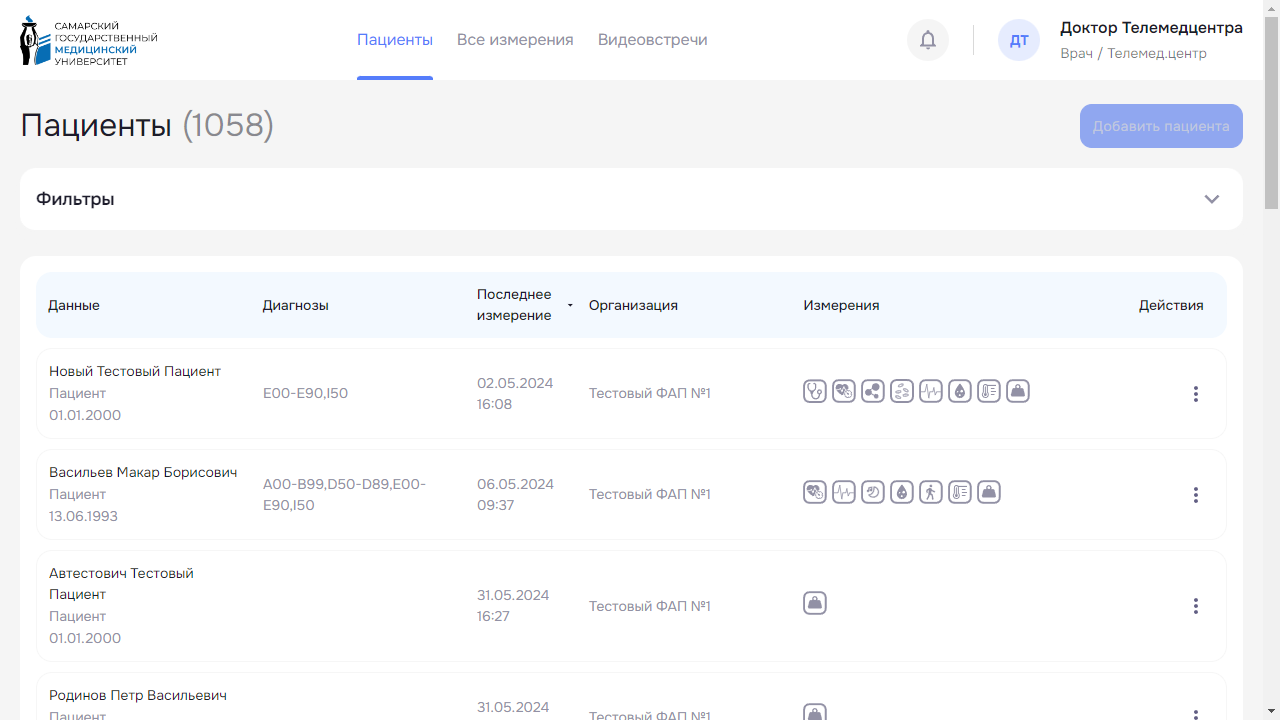 САМАРСКИЙ
ГОСУДАРСТВЕННЫЙ
МЕДИЦИНСКИЙ
УНИВЕРСИТЕТ
Пациенты
Все измерения
Видеовстречи
ДТ
Доктор Телемедцентра
Врач / Телемед.центр
Пациенты (1058)
Добавить пациента
Фильтры
Данные
Диагнозы
Последнее
измерение
Организация
Измерения
Действия
Новый Тестовый Пациент
Пациент
01.01.2000
E00-E90,I50
02.05.2024
16:08
Тестовый ФАП №1
Васильев Макар Борисович
Пациент
13.06.1993
A00-B99,D50-D89,E00-
E90,I50
06.05.2024
09:37
Тестовый ФАП №1
Автестович Тестовый
Пациент
Пациент
01.01.2000
31.05.2024
16:27
Тестовый ФАП №1
Родинов Петр Васильевич
Пациент
31.05.2024
Тестовый ФАП №1